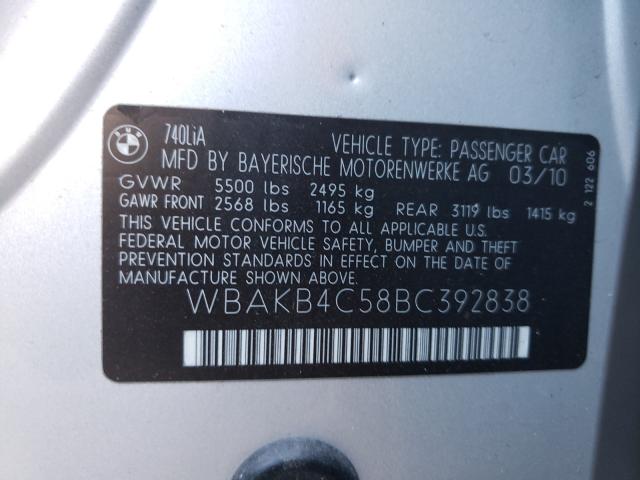 BMW
740LiA
VEHICLE TYPE: PASSENGER CAR
MFD BY BAYERISCHE MOTORENWERKE AG 03/10
GVWR 5500 lbs 2495 kg
GAWR FRONT 2568 lbs 1165 kg REAR 3119 lbs 1415 kg
THIS VEHICLE CONFORMS TO ALL APPLICABLE U.S.
FEDERAL MOTOR VEHICLE SAFETY, BUMPER AND THEFT
PREVENTION STANDARDS IN EFFECT ON THE DATE OF
MANUFACTURE SHOWN ABOVE.
WBAKB4C58BC392838
2 122 606